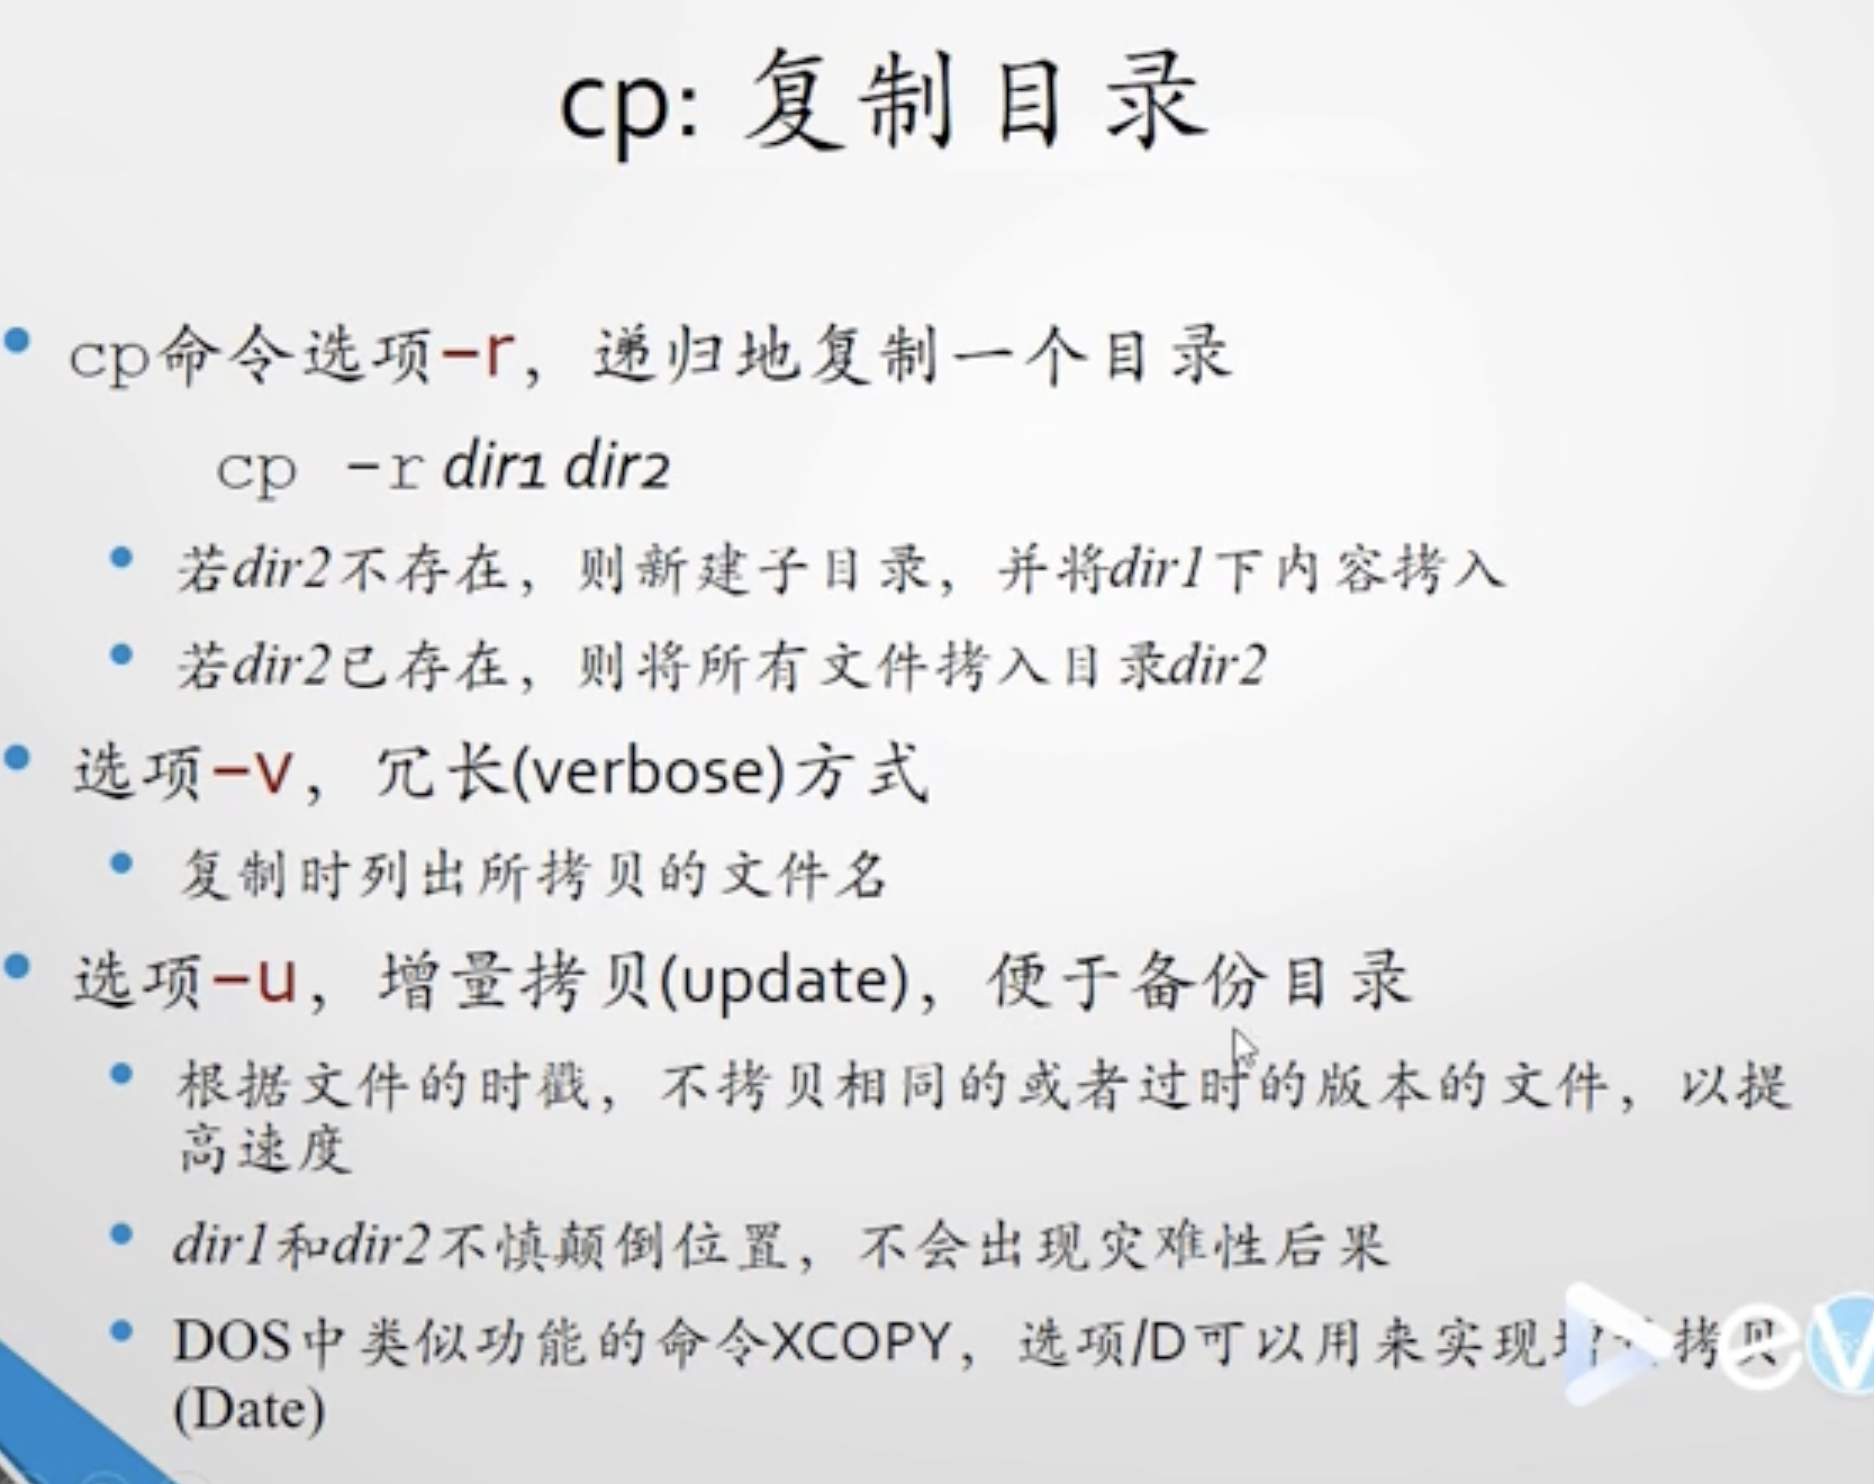 cp: 复制目录
cp命令选项-r，递归地复制一个目录
cp -r dir1 dir2
若dir2不存在，则新建子目录，并将dir1下内容拷入
若dir2已存在，则将所有文件拷入目录dir2
选项-v，冗长(verbose)方式
复制时列出所拷贝的文件名
选项-u，增量拷贝(update)，便于备份目录
根据文件的时戳，不拷贝相同的或者过时的版本的文件，以提
高速度
dir1和dir2不慎颠倒位置，不会出现灾难性后果
DOS中类似功能的命令XCOPY，选项/D可以用来实现增量拷贝
(Date)
ev